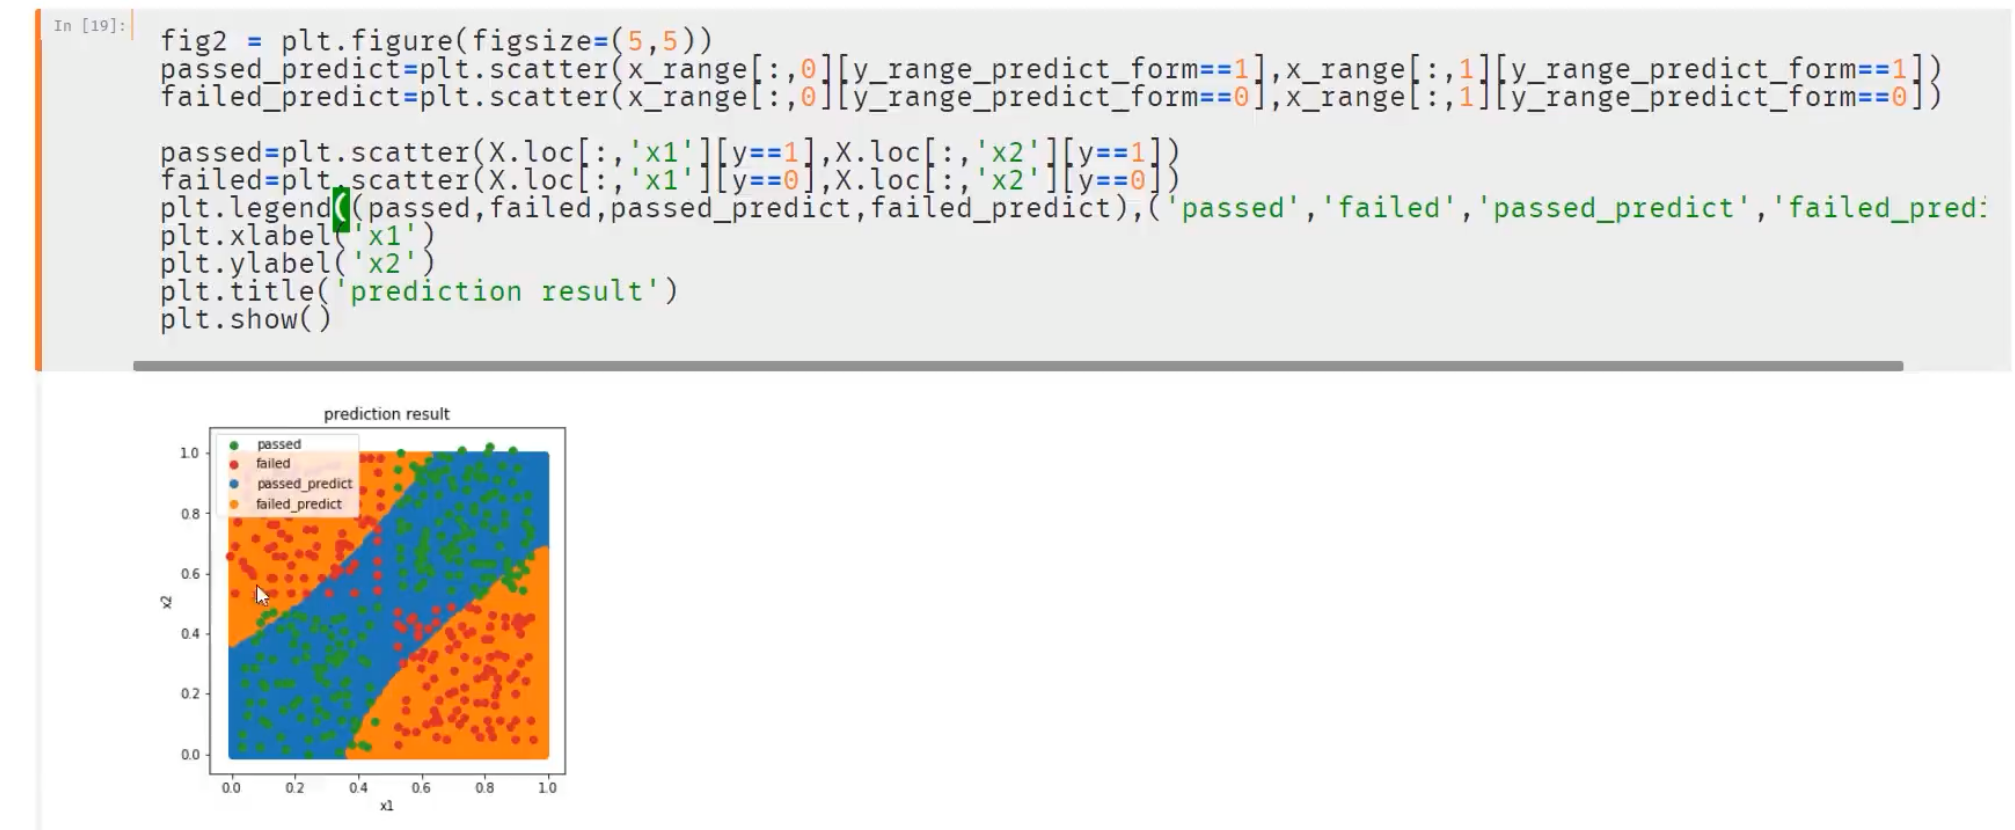 In [19]:
fig2 = plt.figure(figsize=(5,5))
passed_predict=plt.scatter(x_range[:,0][y_range_predict_form==1],x_range[:,1][y_range_predict_form==1])
failed_predict=plt.scatter(x_range[:,0][y_range_predict_form==0],x_range[:,1][y_range_predict_form==0])
passed=plt.scatter(X.loc[:,'x1'][y==1],X.loc[:,'x2'][y==1])
failed=plt.scatter(X.loc[:,'x1'][y==0],X.loc[:,'x2'][y==0])
plt.legend((passed,failed,passed_predict,failed_predict),('passed','failed','passed_predict','failed_predi
plt.xlabel('x1')
plt.ylabel('x2')
plt.title('prediction result')
plt.show()
prediction result
passed
failed
passed_predict
failed_predict
1.0
0.8
0.6
0.4
0.2
0.0
x2
0.0 0.2 0.4 0.6 0.8 1.0
x1